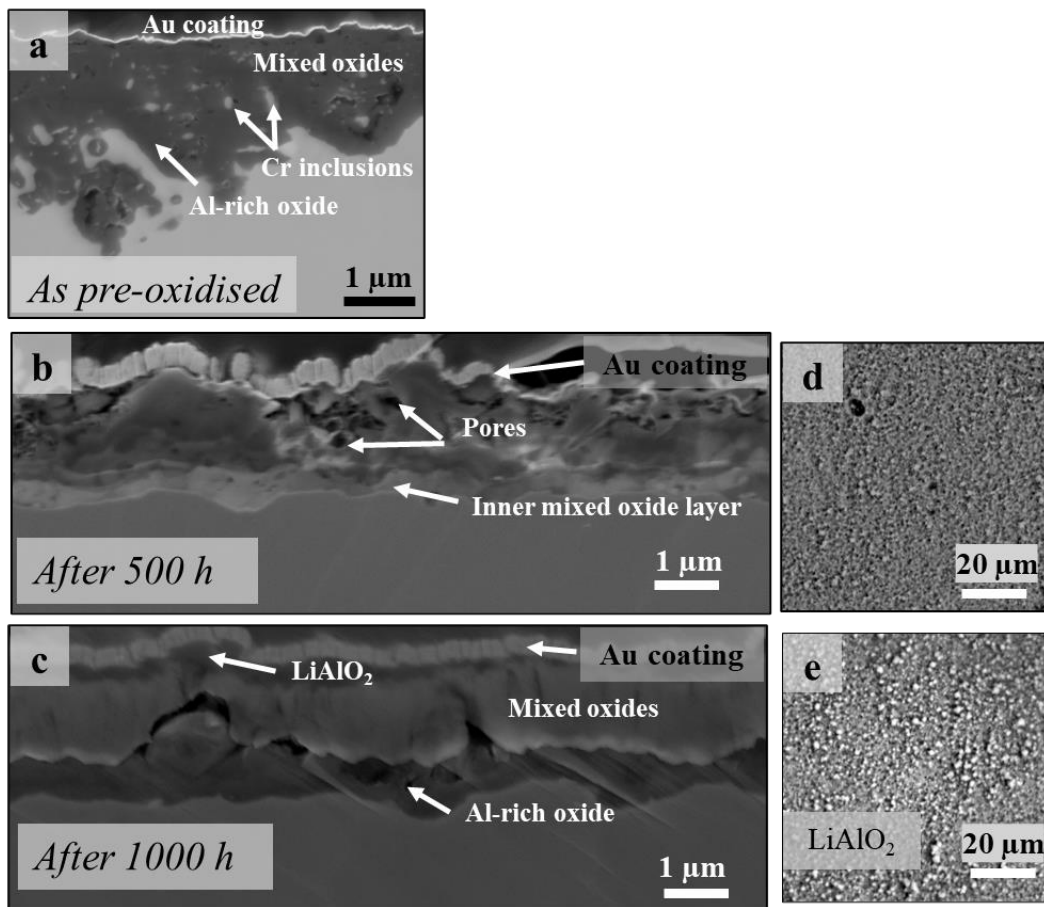 a
Au coating
Mixed oxides
Cr inclusions
Al-rich oxide
As pre-oxidised
1 µm
b
Au coating
Pores
Inner mixed oxide layer
After 500 h
1 µm
d
20 µm
c
LiAlO₂
Au coating
Mixed oxides
Al-rich oxide
After 1000 h
1 µm
e
LiAlO₂
20 µm